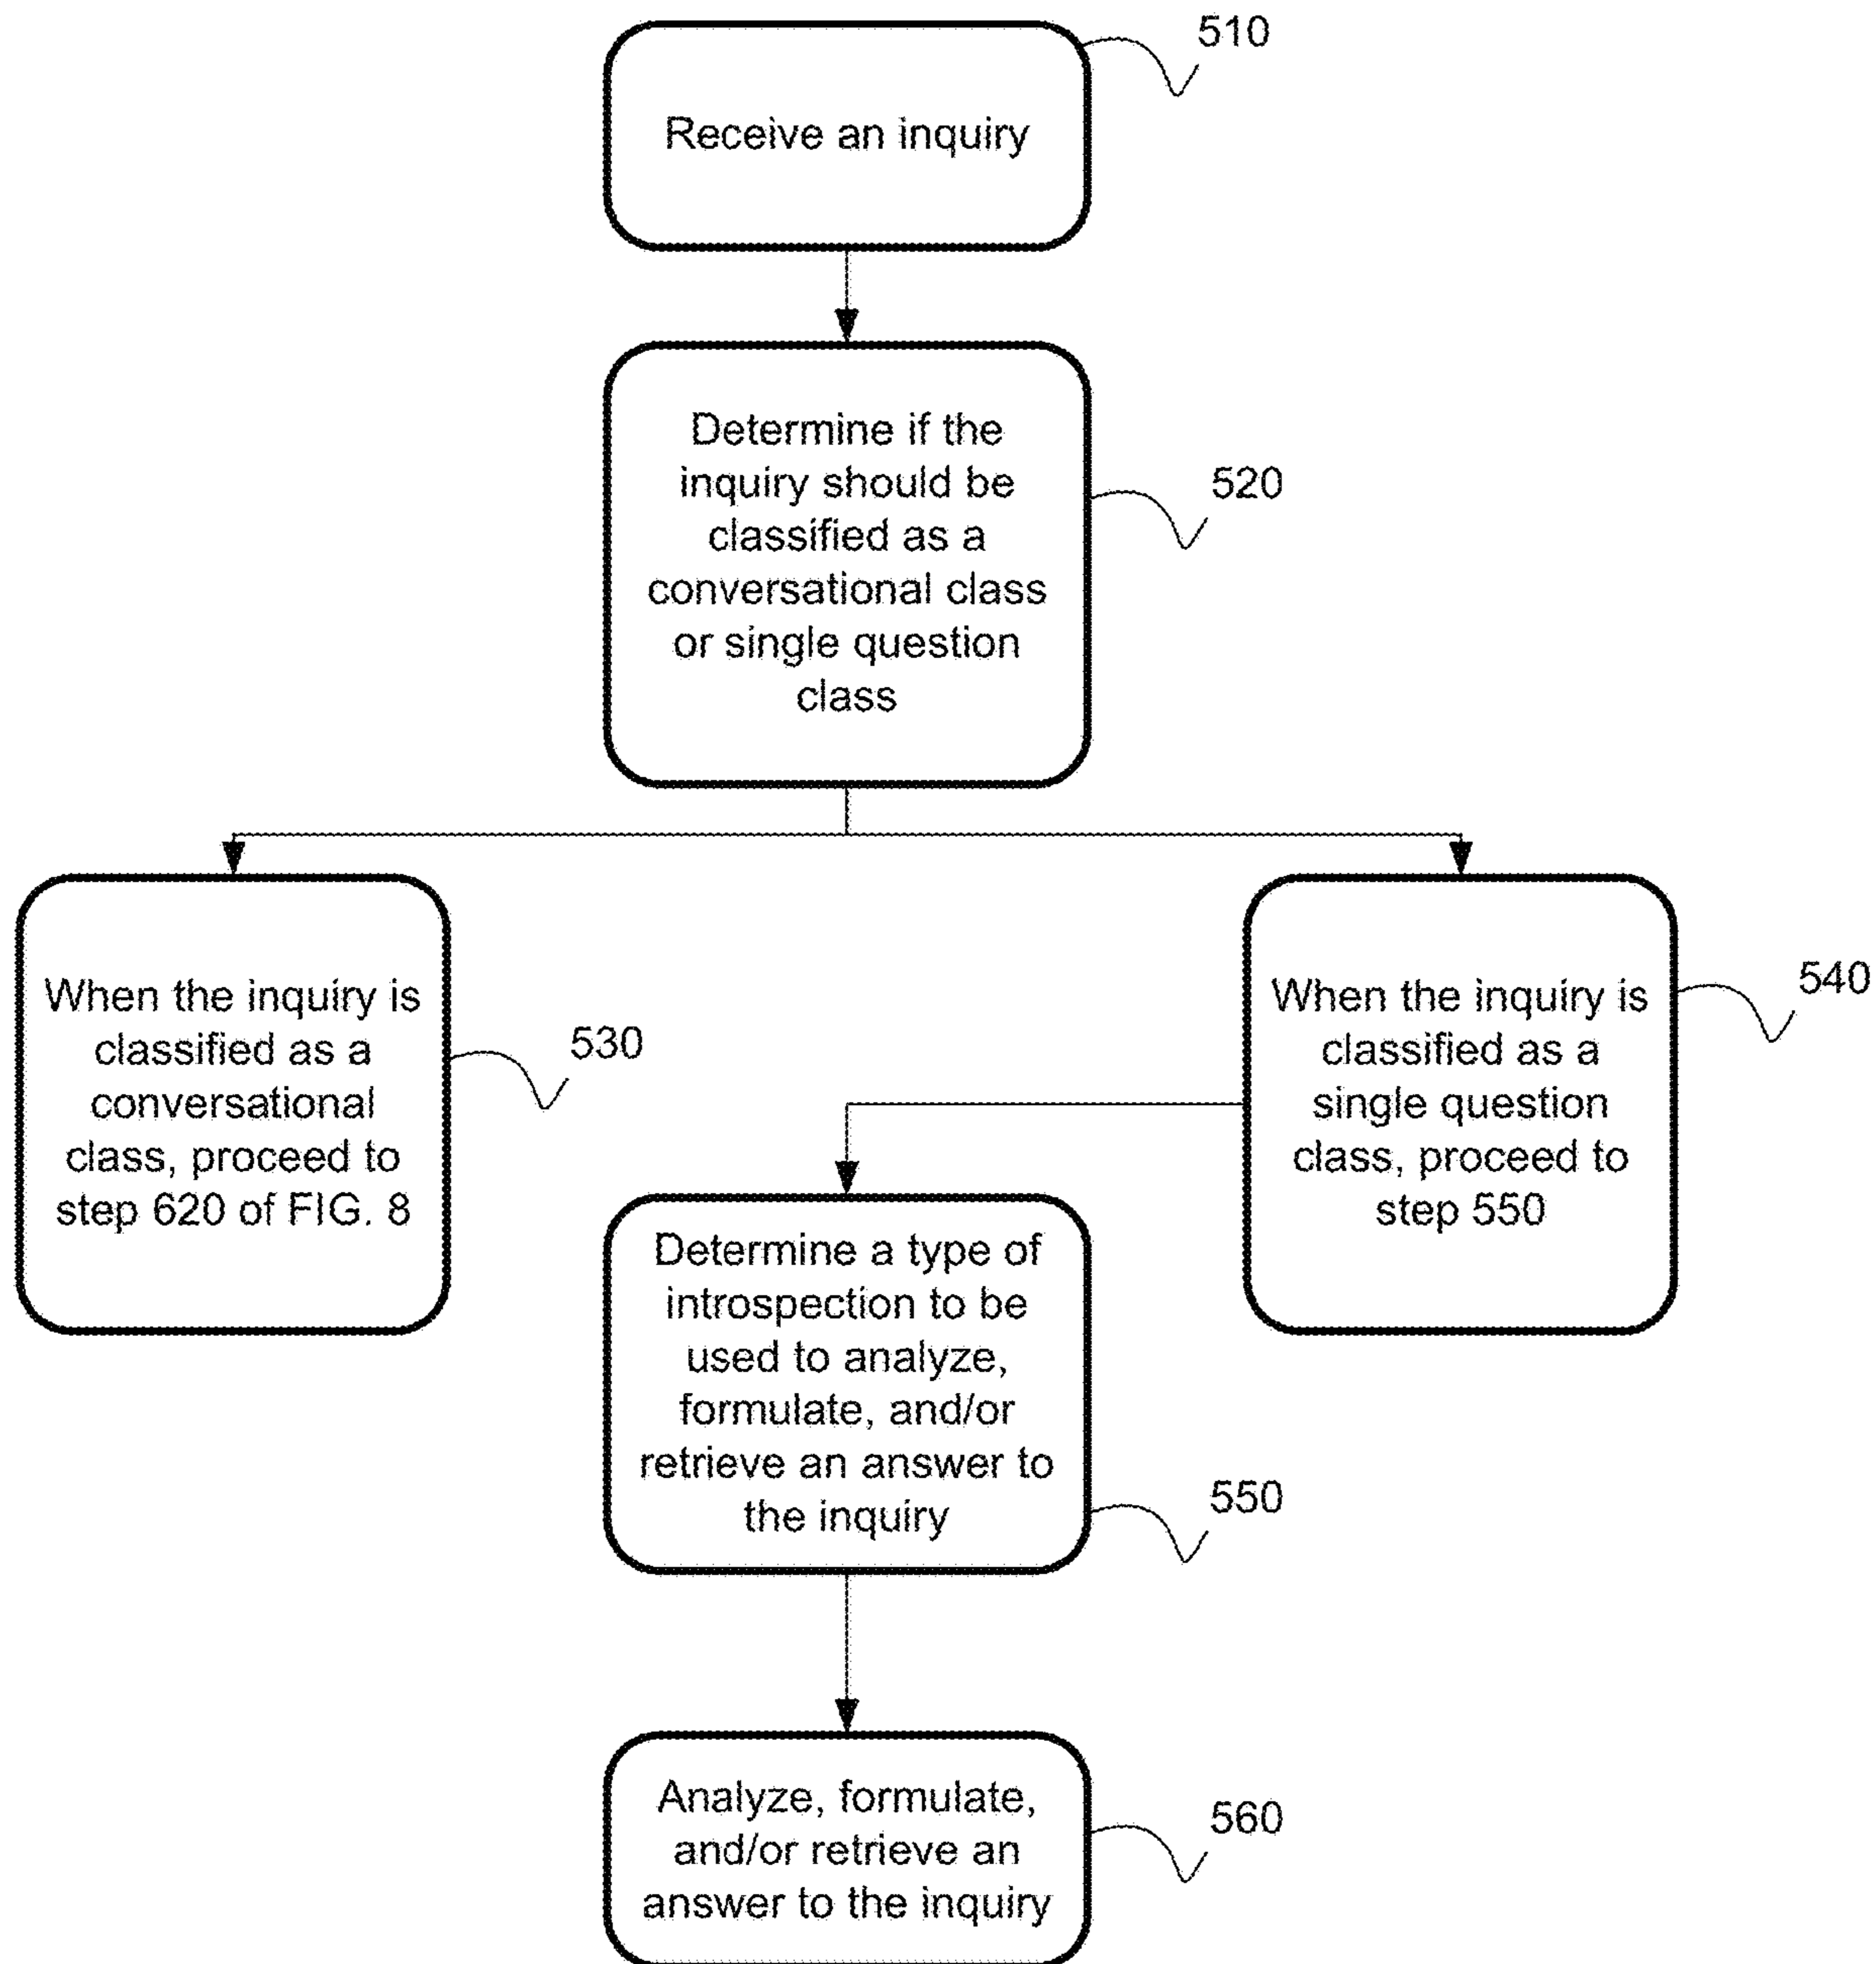 510
Receive an inquiry
Determine if the
inquiry should be
classified as a
conversational class
or single question
class
520
When the inquiry is
classified as a
conversational
class, proceed to
step 620 of FIG. 8
530
When the inquiry is
classified as a
single question
class, proceed to
step 550
540
Determine a type of
introspection to be
used to analyze,
formulate, and/or
retrieve an answer to
the inquiry
550
Analyze, formulate,
and/or retrieve an
answer to the inquiry
560